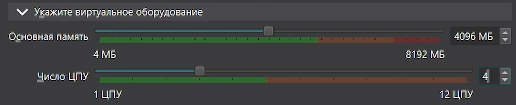 Укажите виртуальное оборудование
Основная память 4096 МБ
4 МБ 8192 МБ
Число ЦПУ 4
1 ЦПУ 12 ЦПУ